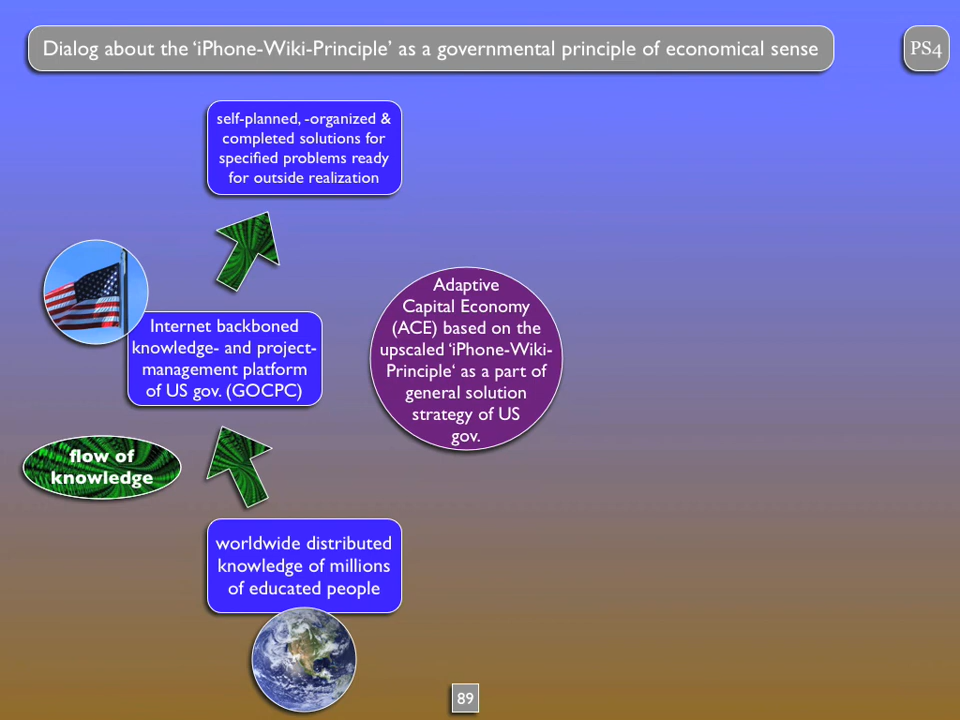 Dialog about the ‘iPhone-Wiki-Principle’ as a governmental principle of economical sense
PS4
self-planned, -organized &
completed solutions for
specified problems ready
for outside realization
Internet backboned
knowledge- and project-
management platform
of US gov. (GOCPC)
Adaptive
Capital Economy
(ACE) based on the
upscaled ‘iPhone-Wiki-
Principle‘ as a part of
general solution
strategy of US
gov.
flow of
knowledge
worldwide distributed
knowledge of millions
of educated people
89